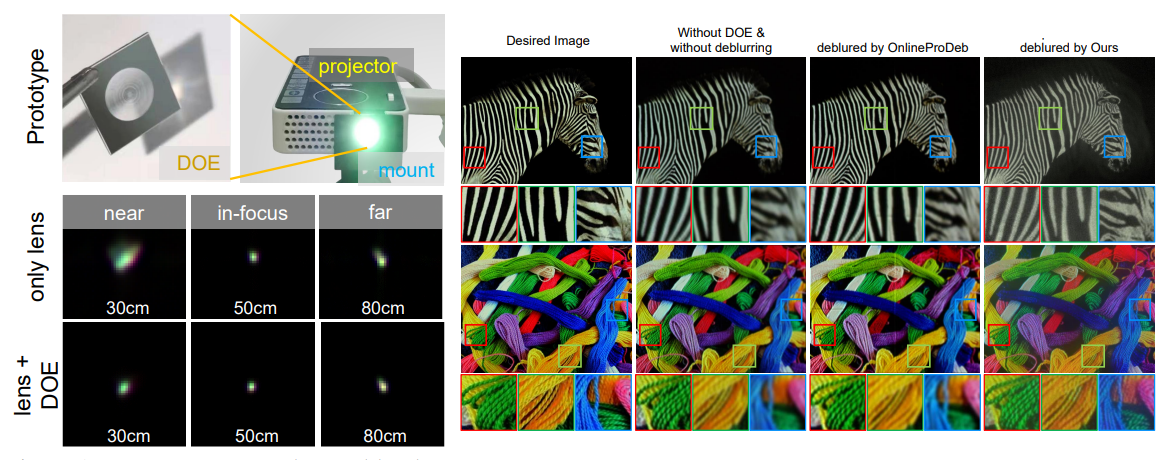 Prototype
DOE
projector
mount
only lens
near
in-focus
far
30cm
50cm
80cm
lens +
DOE
30cm
50cm
80cm
Desired Image
Without DOE &
without deblurring
deblured by OnlineProDeb
deblured by Ours